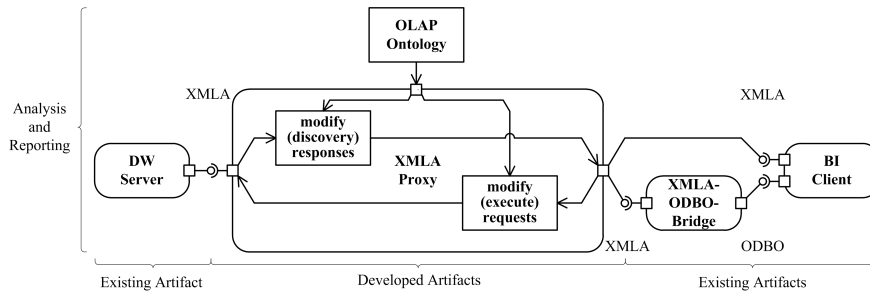 OLAP
Ontology
XMLA
XMLA
Analysis
and
Reporting
modify
(discovery)
responses
DW
Server
XMLA
Proxy
BI
Client
modify
(execute)
requests
XMLA-
ODBO-
Bridge
XMLA
ODBO
Existing Artifact
Developed Artifacts
Existing Artifacts